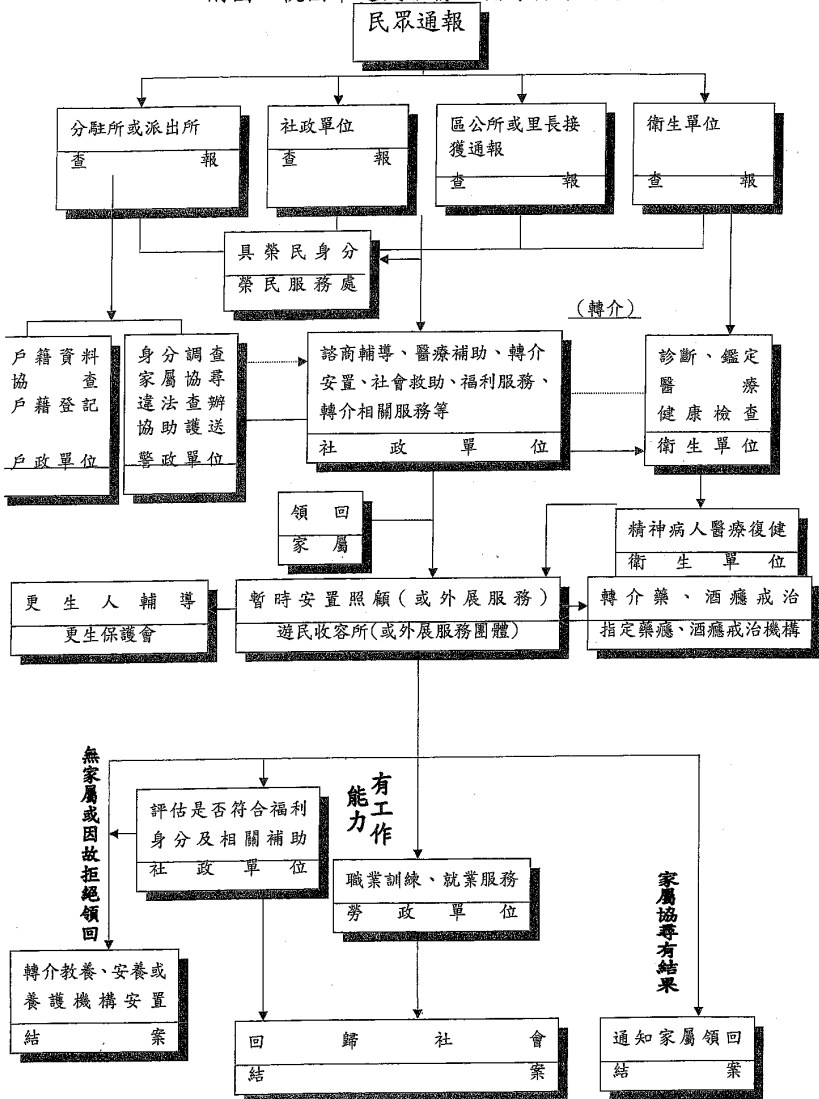 民眾通報
分駐所或派出所
查報
社政單位
查報
區公所或里長接
獲通報
查報
衛生單位
查報
具榮民身分
榮民服務處
(轉介)
戶籍資料
協查
戶籍登記
戶政單位
身分調查
家屬協尋
違法查辦
協助護送
警政單位
諮商輔導、醫療補助、轉介
安置、社會救助、福利服務、
轉介相關服務等
社政單位
診斷、鑑定
醫療
健康檢查
衛生單位
領回
家屬
精神病人醫療復健
衛生單位
更生人輔導
更生保護會
暫時安置照顧(或外展服務)
遊民收容所(或外展服務團體)
轉介藥、酒癮戒治
指定藥癮、酒癮戒治機構
無家屬或因故拒絕領回
評估是否符合福利
身分及相關補助
社政單位
有工作
能力
職業訓練、就業服務
勞政單位
家屬協尋有結果
轉介教養、安養或
養護機構安置
結案
回歸社會
結案
通知家屬領回
結案